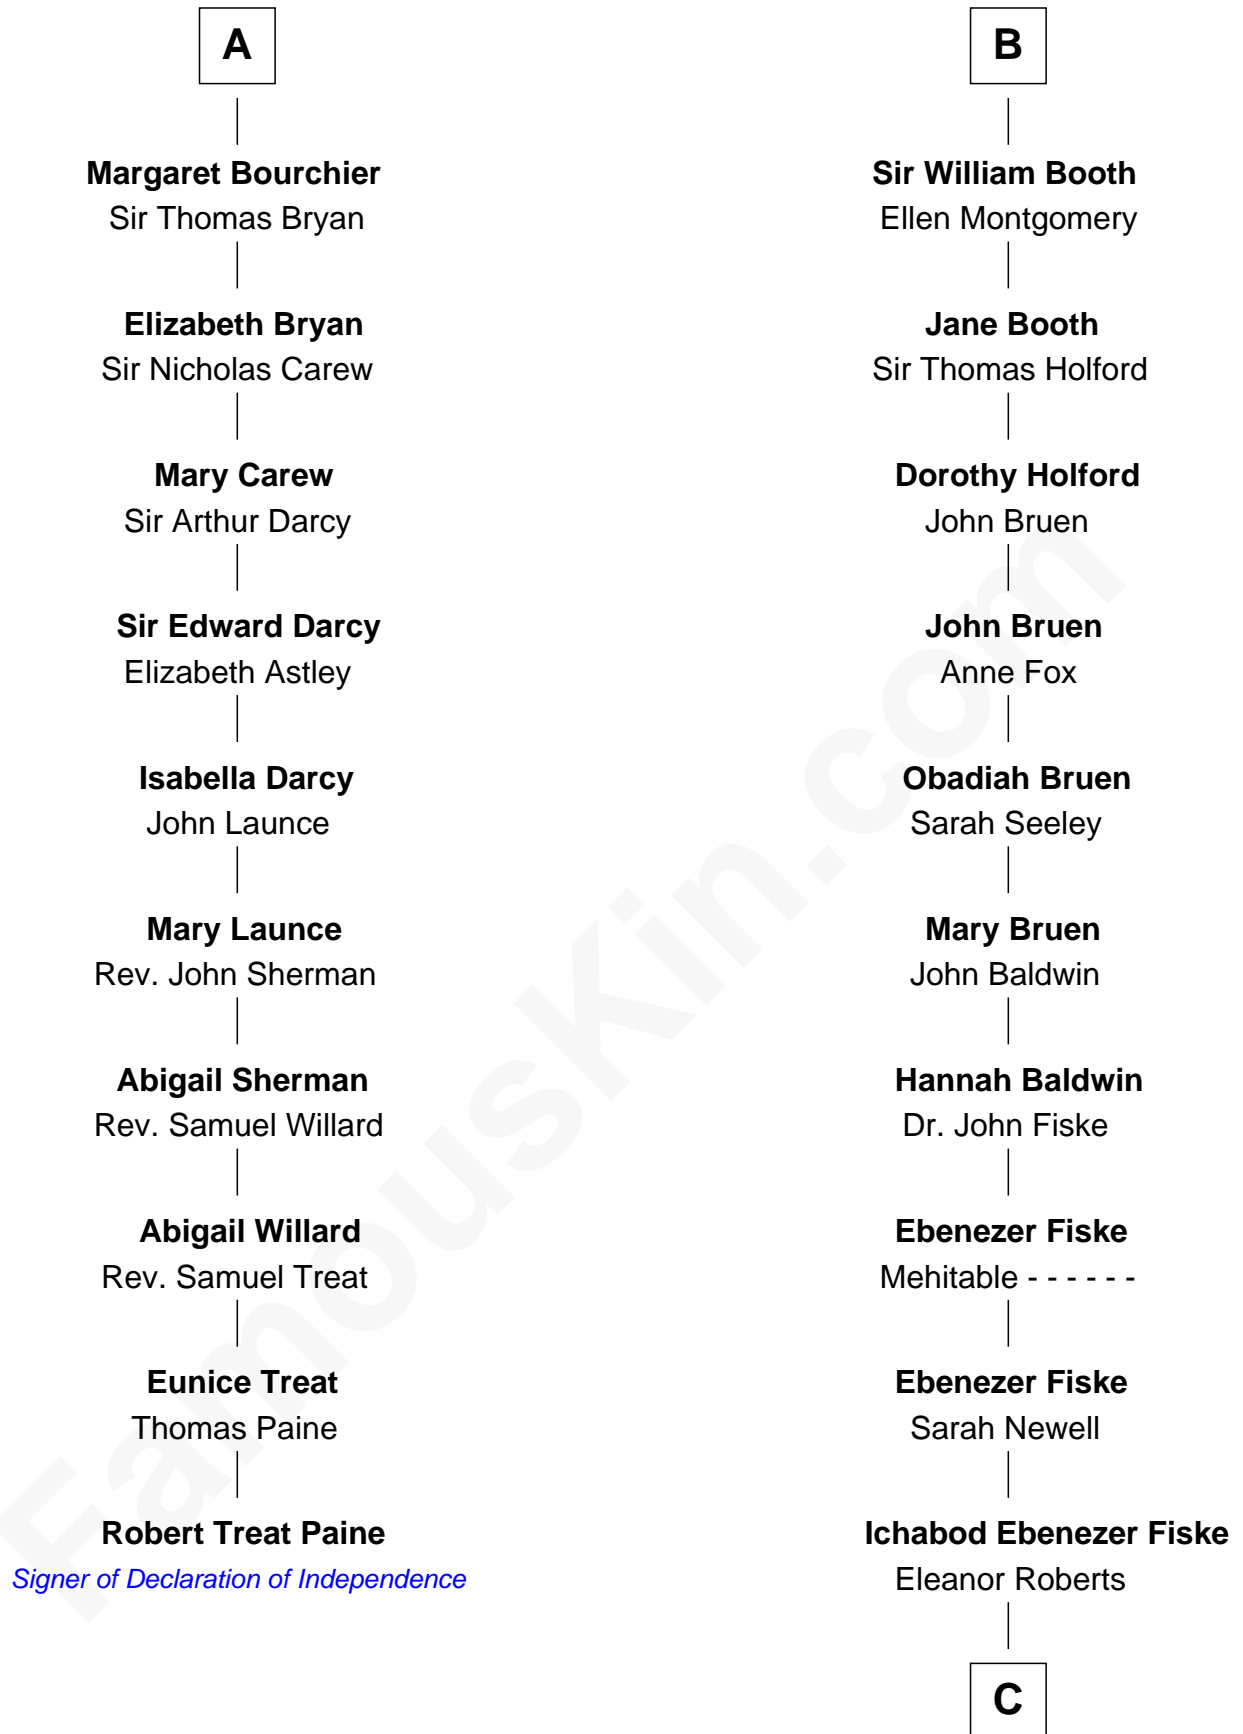 A
Margaret Bourchier
Sir Thomas Bryan
Elizabeth Bryan
Sir Nicholas Carew
Mary Carew
Sir Arthur Darcy
Sir Edward Darcy
Elizabeth Astley
Isabella Darcy
John Launce
Mary Launce
Rev. John Sherman
Abigail Sherman
Rev. Samuel Willard
Abigail Willard
Rev. Samuel Treat
Eunice Treat
Thomas Paine
Robert Treat Paine
Signer of Declaration of Independence
B
Sir William Booth
Ellen Montgomery
Jane Booth
Sir Thomas Holford
Dorothy Holford
John Bruen
John Bruen
Anne Fox
Obadiah Bruen
Sarah Seeley
Mary Bruen
John Baldwin
Hannah Baldwin
Dr. John Fiske
Ebenezer Fiske
Mehitable - - - - - -
Ebenezer Fiske
Sarah Newell
Ichabod Ebenezer Fiske
Eleanor Roberts
C
FamousKin.com